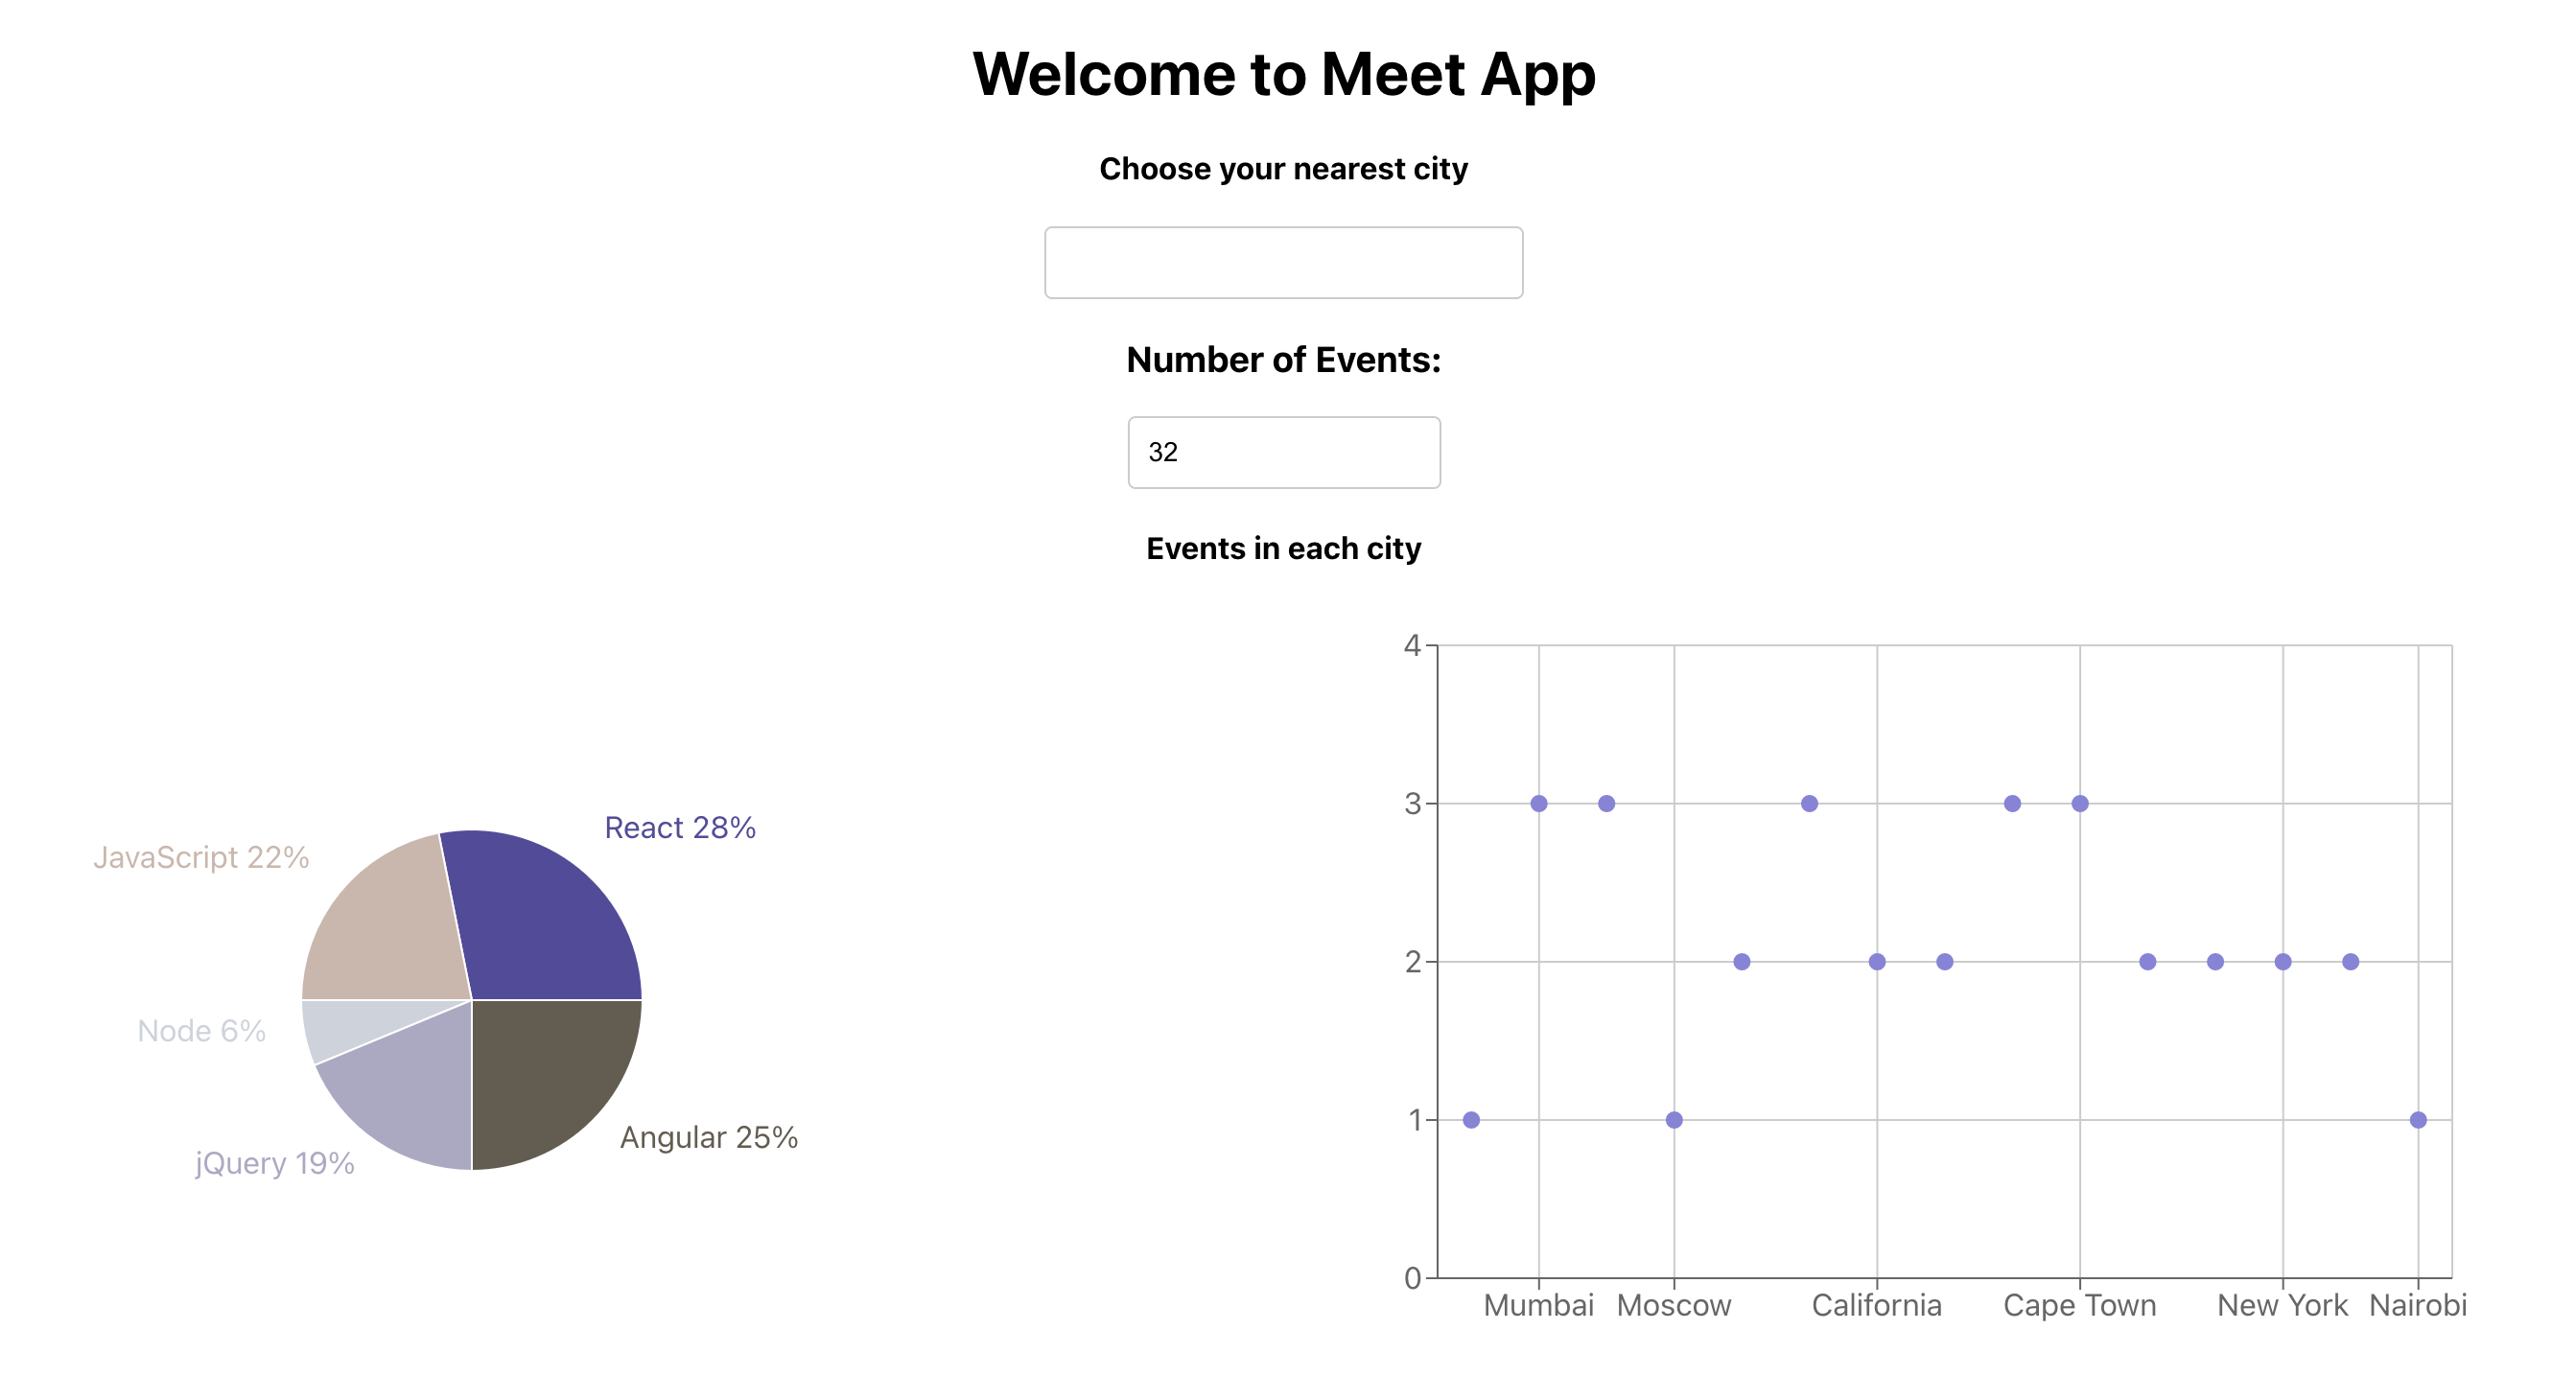 Welcome to Meet App
Choose your nearest city
Number of Events:
32
Events in each city
React 28%
JavaScript 22%
Node 6%
jQuery 19%
Angular 25%
4
3
2
1
0
Mumbai Moscow California Cape Town New York Nairobi